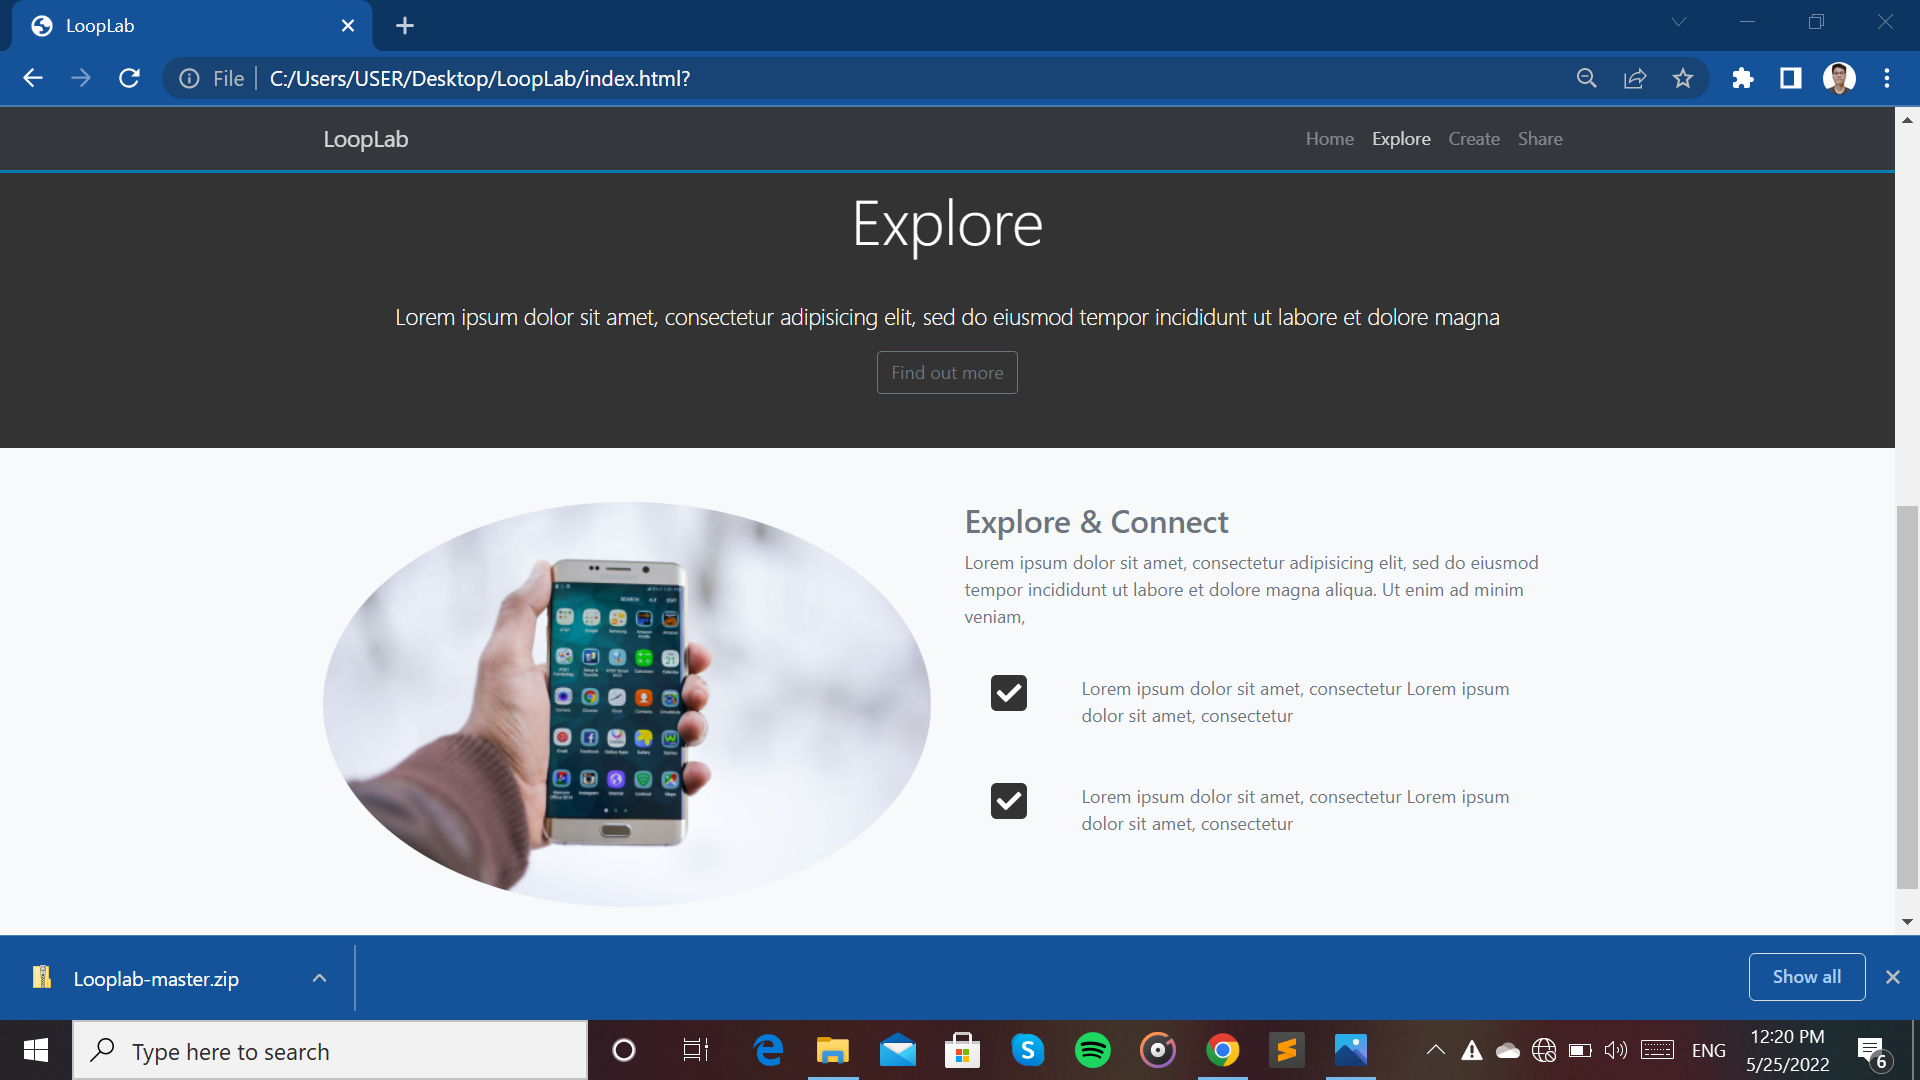 LoopLab
File
C:/Users/USER/Desktop/LoopLab/index.html?
LoopLab
Home Explore Create Share
Explore
Lorem ipsum dolor sit amet, consectetur adipisicing elit, sed do eiusmod tempor incididunt ut labore et dolore magna
Find out more
Explore & Connect
Lorem ipsum dolor sit amet, consectetur adipisicing elit, sed do eiusmod
tempor incididunt ut labore et dolore magna aliqua. Ut enim ad minim
veniam,
Lorem ipsum dolor sit amet, consectetur Lorem ipsum
dolor sit amet, consectetur
Lorem ipsum dolor sit amet, consectetur Lorem ipsum
dolor sit amet, consectetur
Looplab-master.zip
Show all
Type here to search
ENG
12:20 PM
5/25/2022
6